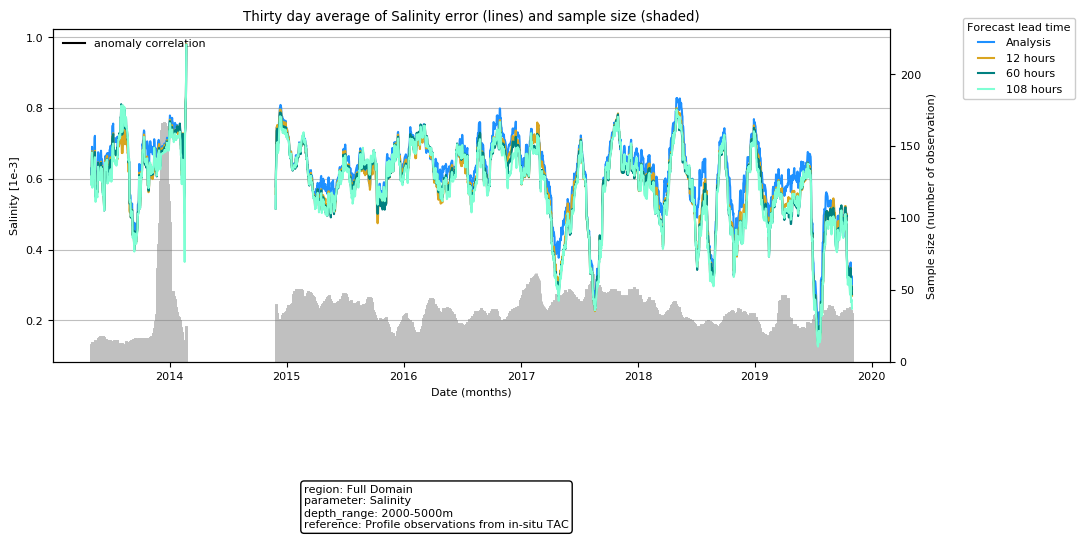 Thirty day average of Salinity error (lines) and sample size (shaded)
anomaly correlation
Forecast lead time
Analysis
12 hours
60 hours
108 hours
Salinity [1e-3]
1.0
0.8
0.6
0.4
0.2
200
150
100
50
0
Sample size (number of observation)
2014 2015 2016 2017 2018 2019 2020
Date (months)
region: Full Domain
parameter: Salinity
depth_range: 2000-5000m
reference: Profile observations from in-situ TAC